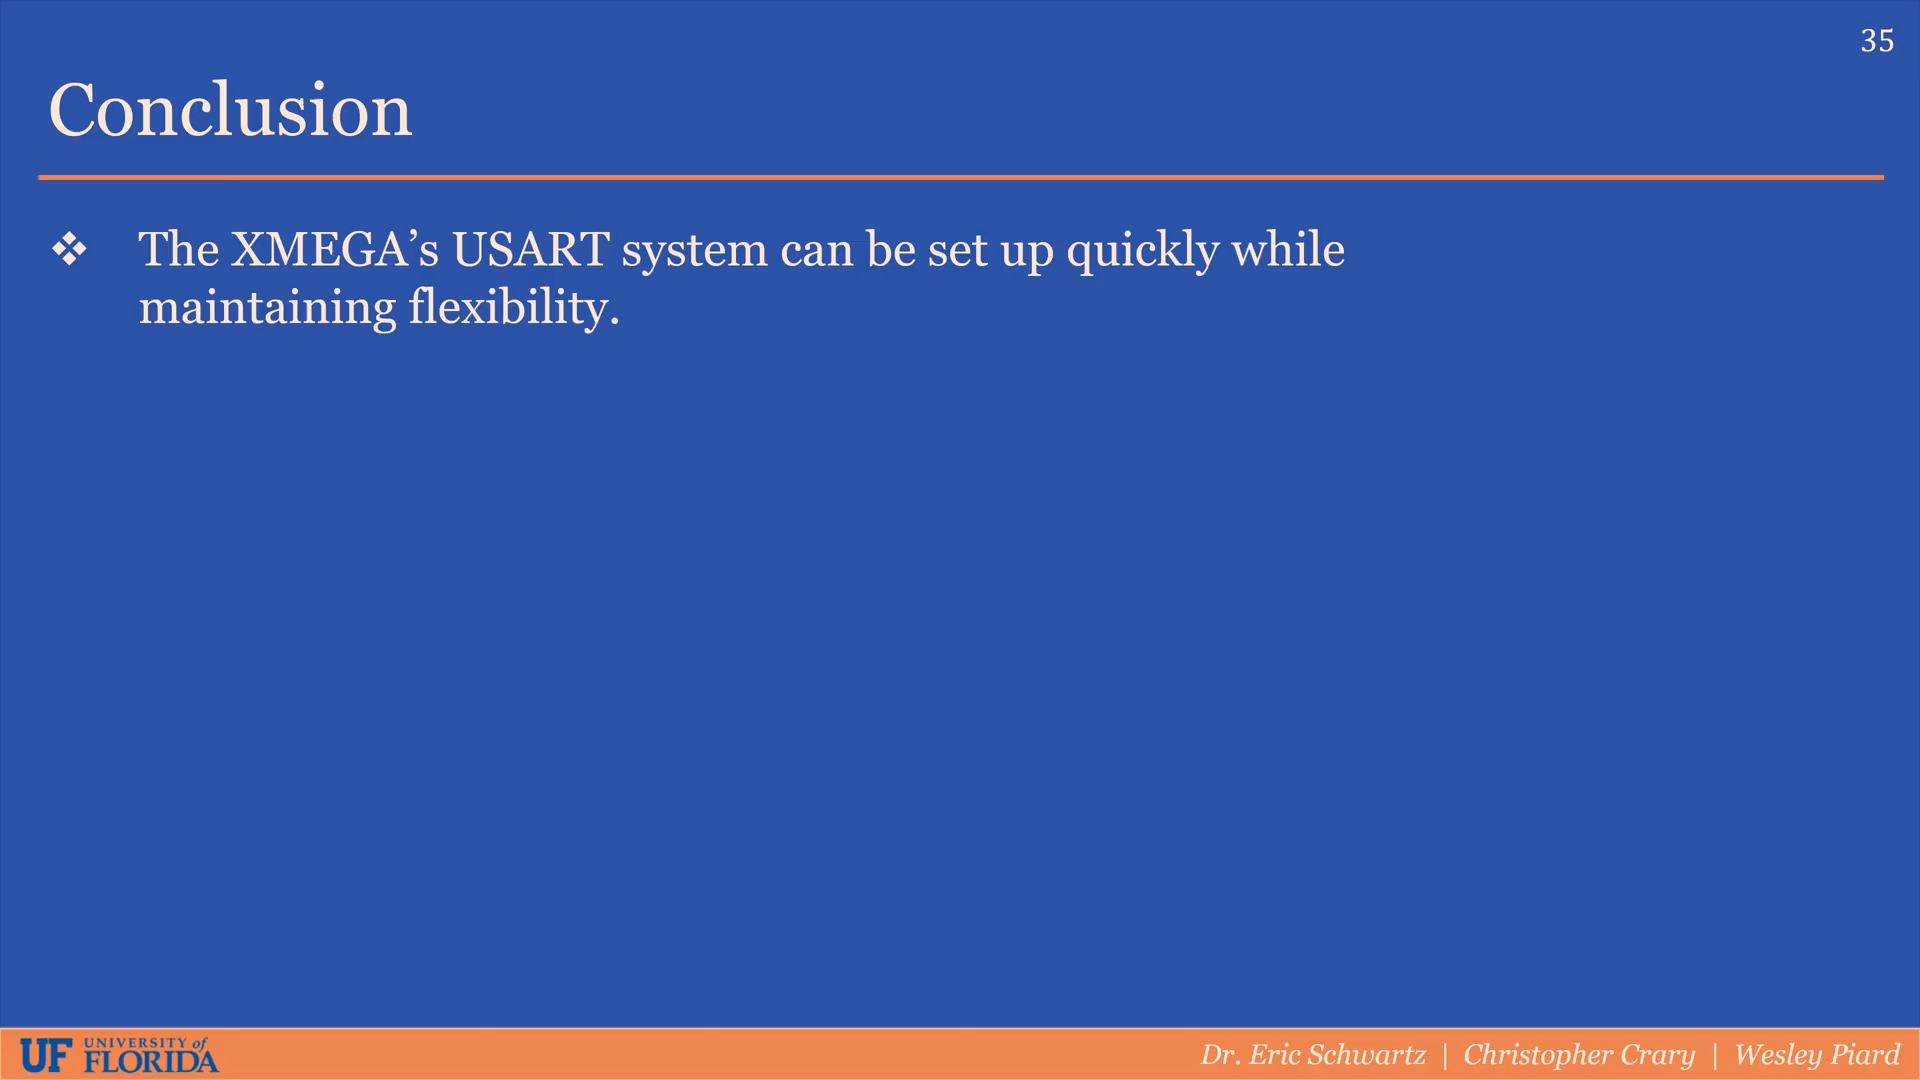 35
Conclusion
❖ The XMEGA’s USART system can be set up quickly while
maintaining flexibility.
UF UNIVERSITY of
FLORIDA
Dr. Eric Schwartz | Christopher Crary | Wesley Piard